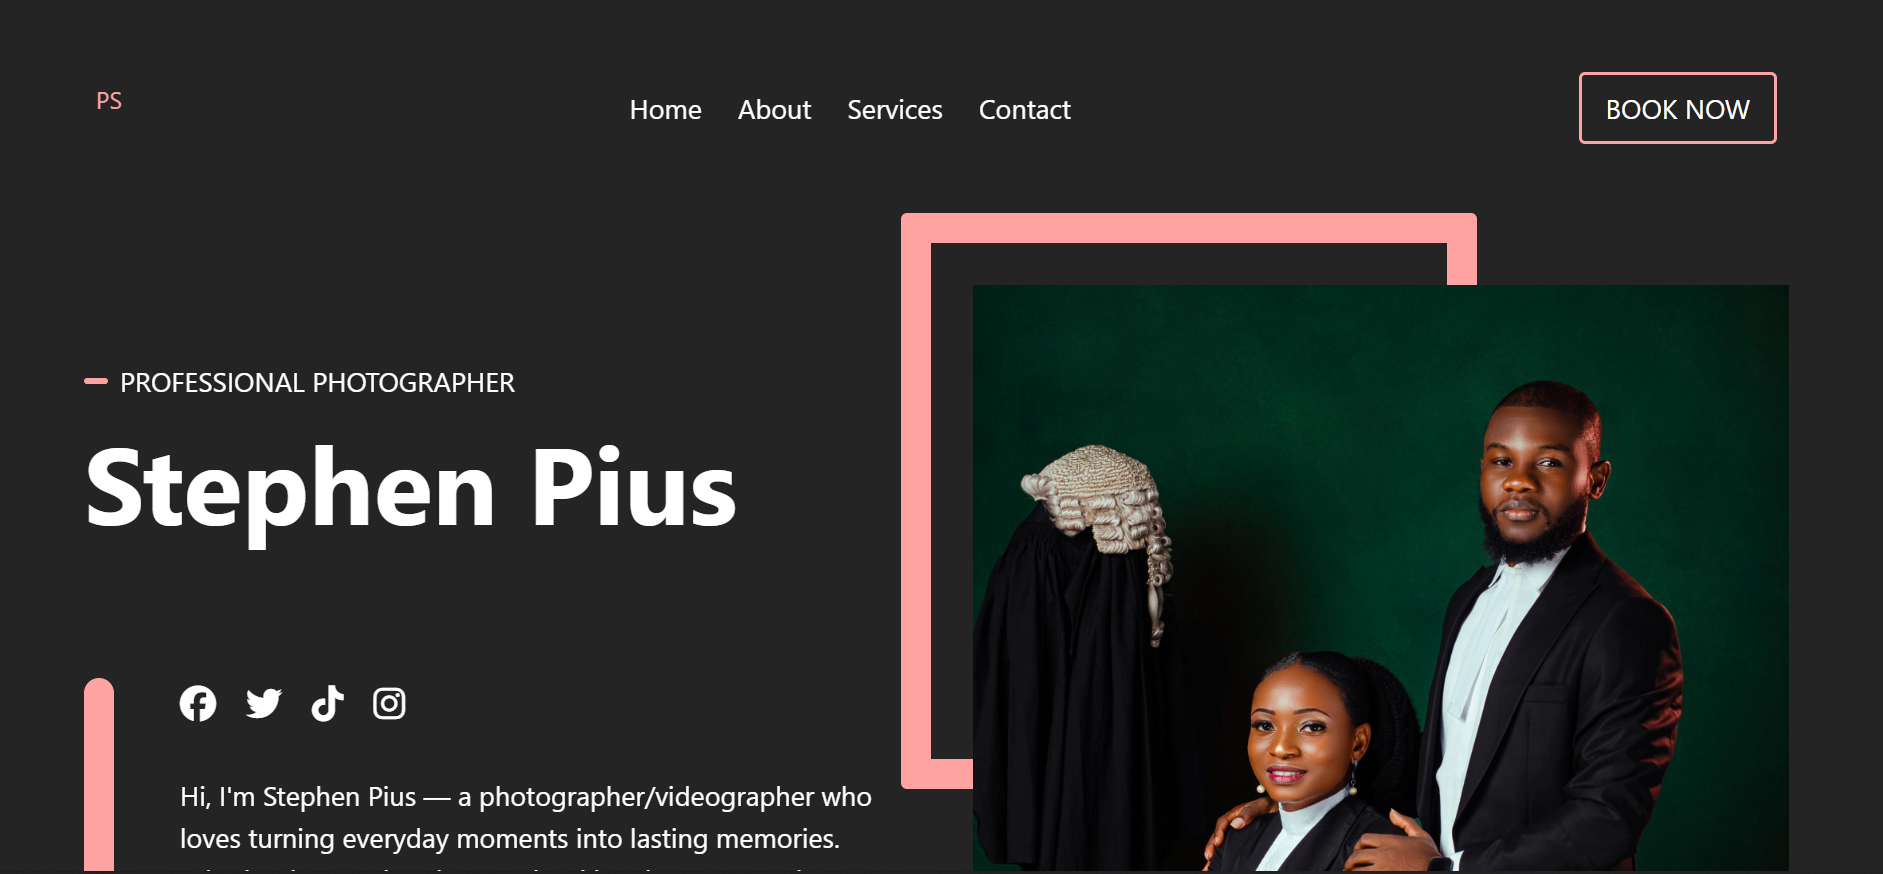 PS
Home About Services Contact
BOOK NOW
PROFESSIONAL PHOTOGRAPHER
Stephen Pius
Hi, I'm Stephen Pius — a photographer/videographer who
loves turning everyday moments into lasting memories.